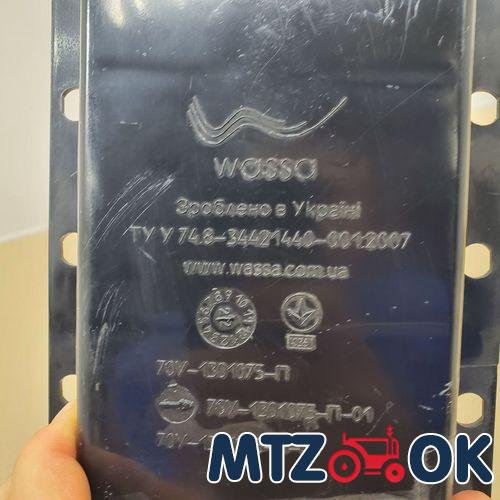 wassa
Зроблено в Україні
ТУ У 74.8-34421440-001:2007
www.wassa.com.ua
70У-1301075-П
70У-1301075-П-01
MTZ OK